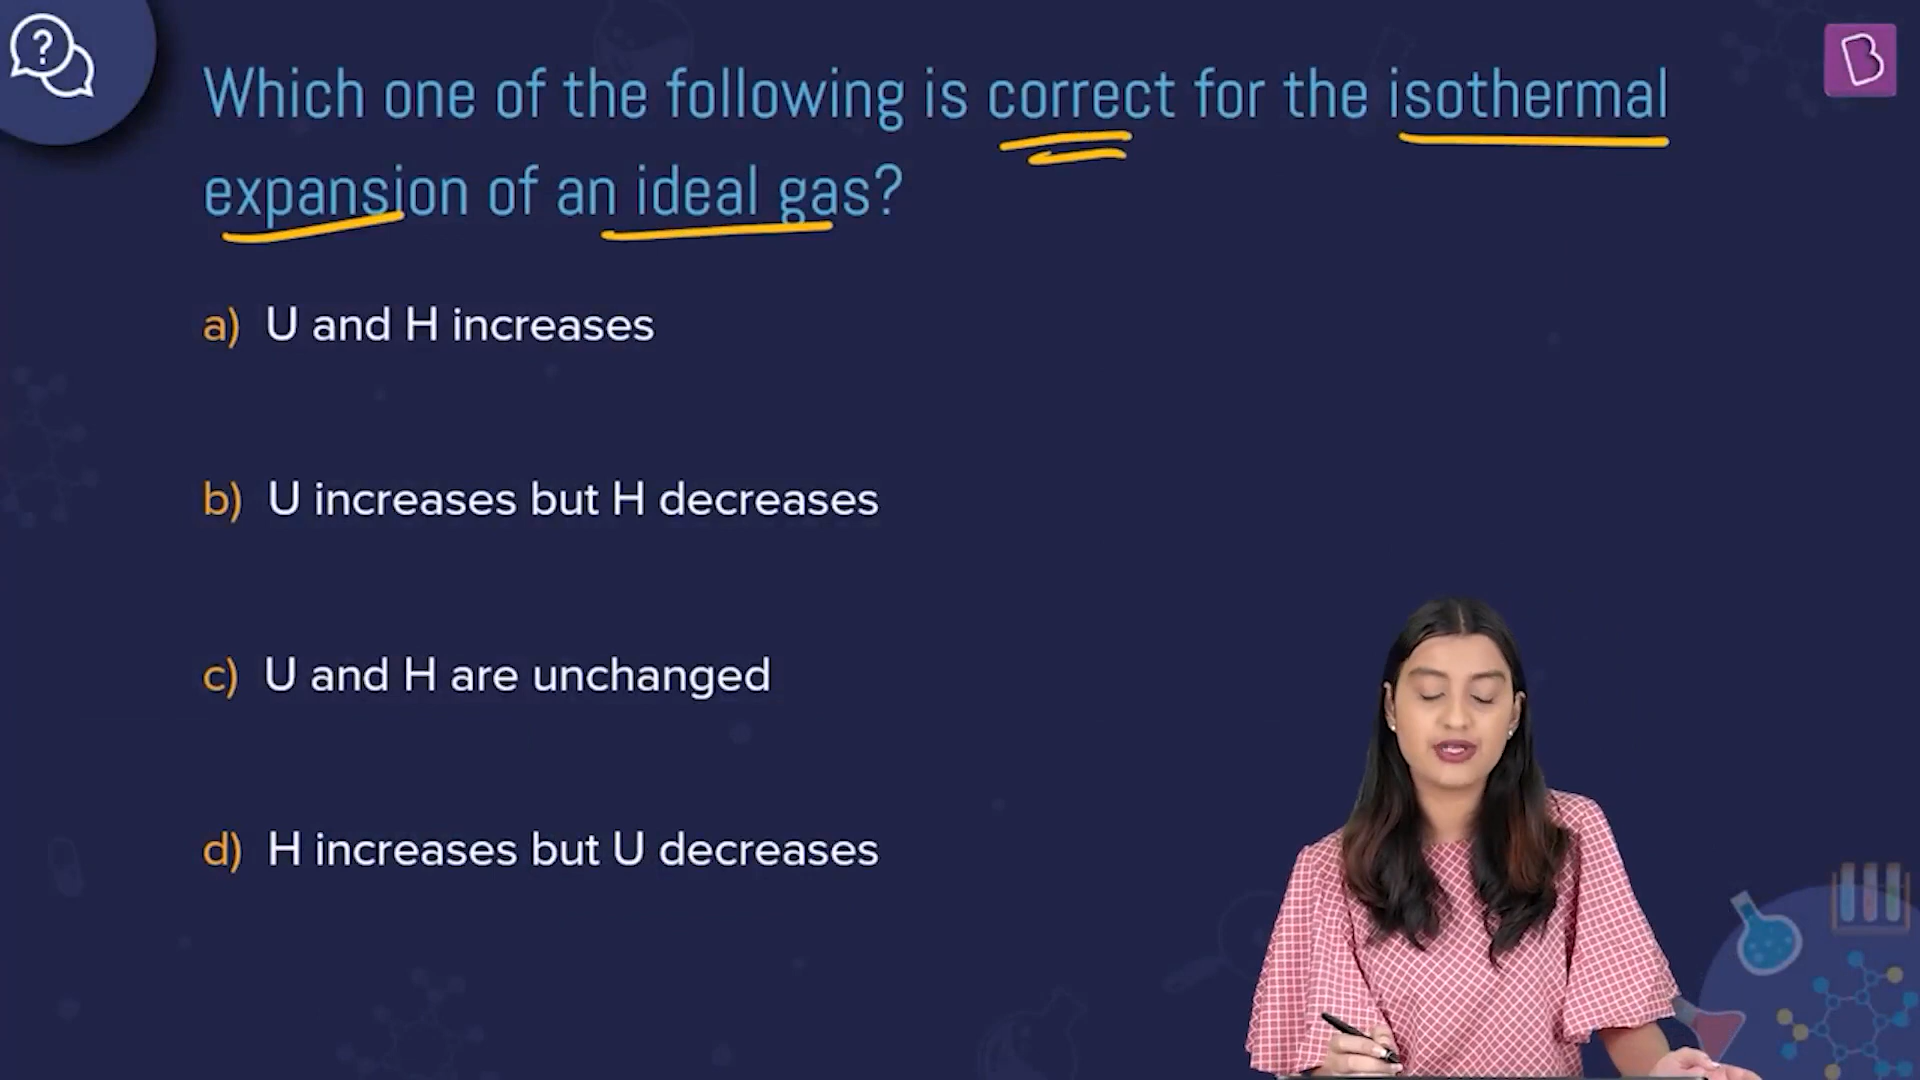 Which one of the following is correct for the isothermal
expansion of an ideal gas?
a) U and H increases
b) U increases but H decreases
c) U and H are unchanged
d) H increases but U decreases